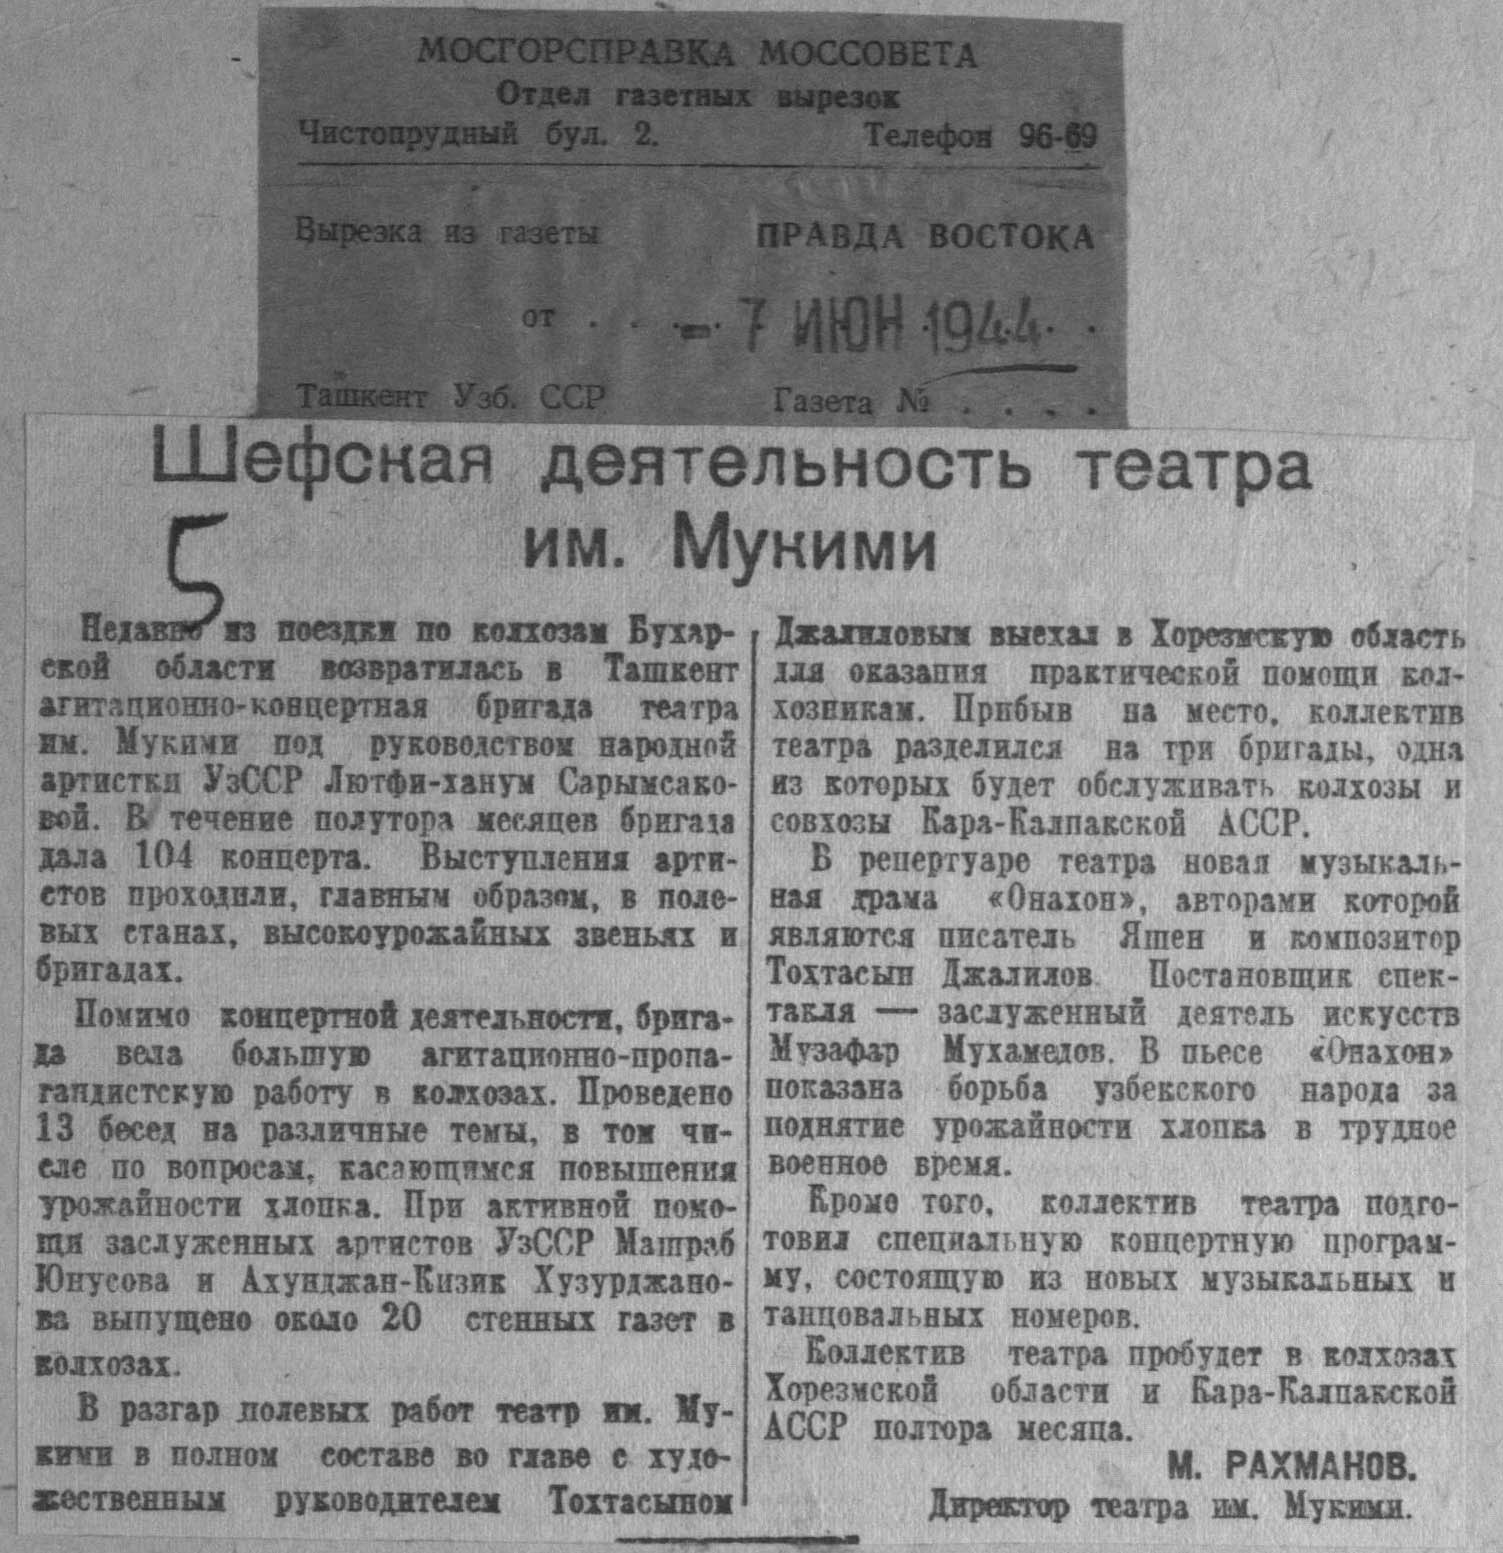 МОСГОРСПРАВКА МОССОВЕТА
Отдел газетных вырезок
Чистопрудный бул. 2. Телефон 96-69
Вырезка из газеты ПРАВДА ВОСТОКА
от . . . . - 7 ИЮН 1944 . .
Ташкент Узб. ССР Газета № . . . .
Шефская деятельность театра
им. Мукими
5
Недавно из поездки по колхозам Бухар-
ской области возвратилась в Ташкент
агитационно-концертная бригада театра
им. Мукими под руководством народной
артистки УзССР Лютфи-ханум Сарымсако-
вой. В течение полутора месяцев бригада
дала 104 концерта. Выступления арти-
стов проходили, главным образом, в поле-
вых станах, высокоурожайных звеньях и
бригадах.
Помимо концертной деятельности, брига-
да вела большую агитационно-пропа-
гандистскую работу в колхозах. Проведено
13 бесед на различные темы, в том чи-
сле по вопросам, касающимся повышения
урожайности хлопка. При активной помо-
щи заслуженных артистов УзССР Машраб
Юнусова и Ахунджан-Кизик Хузурджано-
ва выпущено около 20 стенных газет в
колхозах.
В разгар полевых работ театр им. Му-
кими в полном составе во главе с худо-
жественным руководителем Тохтасыном
Джалиловым выехал в Хорезмскую область
для оказания практической помощи кол-
хозникам. Прибыв на место, коллектив
театра разделился на три бригады, одна
из которых будет обслуживать колхозы и
совхозы Кара-Калпакской АССР.
В репертуаре театра новая музыкаль-
ная драма «Онахон», авторами которой
являются писатель Яшен и композитор
Тохтасын Джалилов. Постановщик спек-
такля — заслуженный деятель искусств
Музафар Мухамедов. В пьесе «Онахон»
показана борьба узбекского народа за
поднятие урожайности хлопка в трудное
военное время.
Кроме того, коллектив театра подго-
товил специальную концертную програм-
му, состоящую из новых музыкальных и
танцовальных номеров.
Коллектив театра пробудет в колхозах
Хорезмской области и Кара-Калпакской
АССР полтора месяца.
М. РАХМАНОВ.
Директор театра им. Мукими.